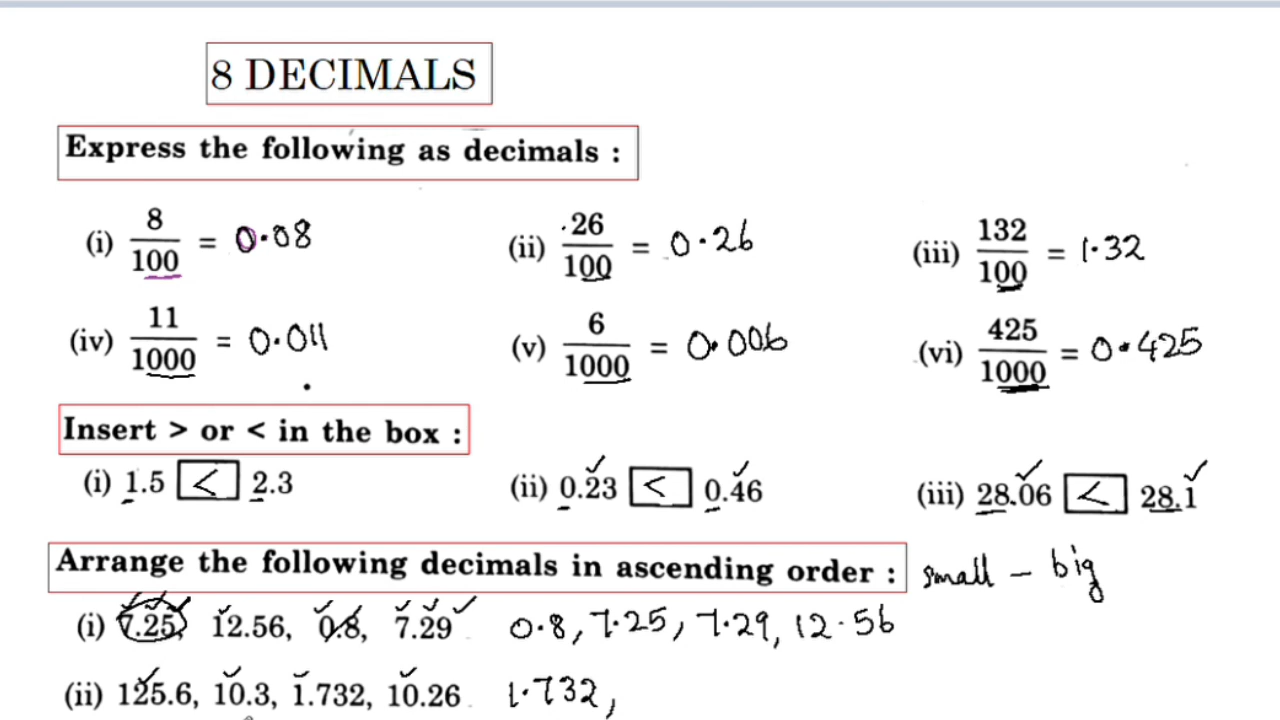 8 DECIMALS
Express the following as decimals :
(i) 8/100 = 0.08 (ii) 26/100 = 0.26 (iii) 132/100 = 1.32
(iv) 11/1000 = 0.011 (v) 6/1000 = 0.006 (vi) 425/1000 = 0.425
Insert > or < in the box :
(i) 1.5 < 2.3 (ii) 0.23 < 0.46 (iii) 28.06 < 28.1
Arrange the following decimals in ascending order : small - big
(i) 7.25, 12.56, 0.8, 7.29 0.8, 7.25, 7.29, 12.56
(ii) 125.6, 10.3, 1.732, 10.26 1.732,